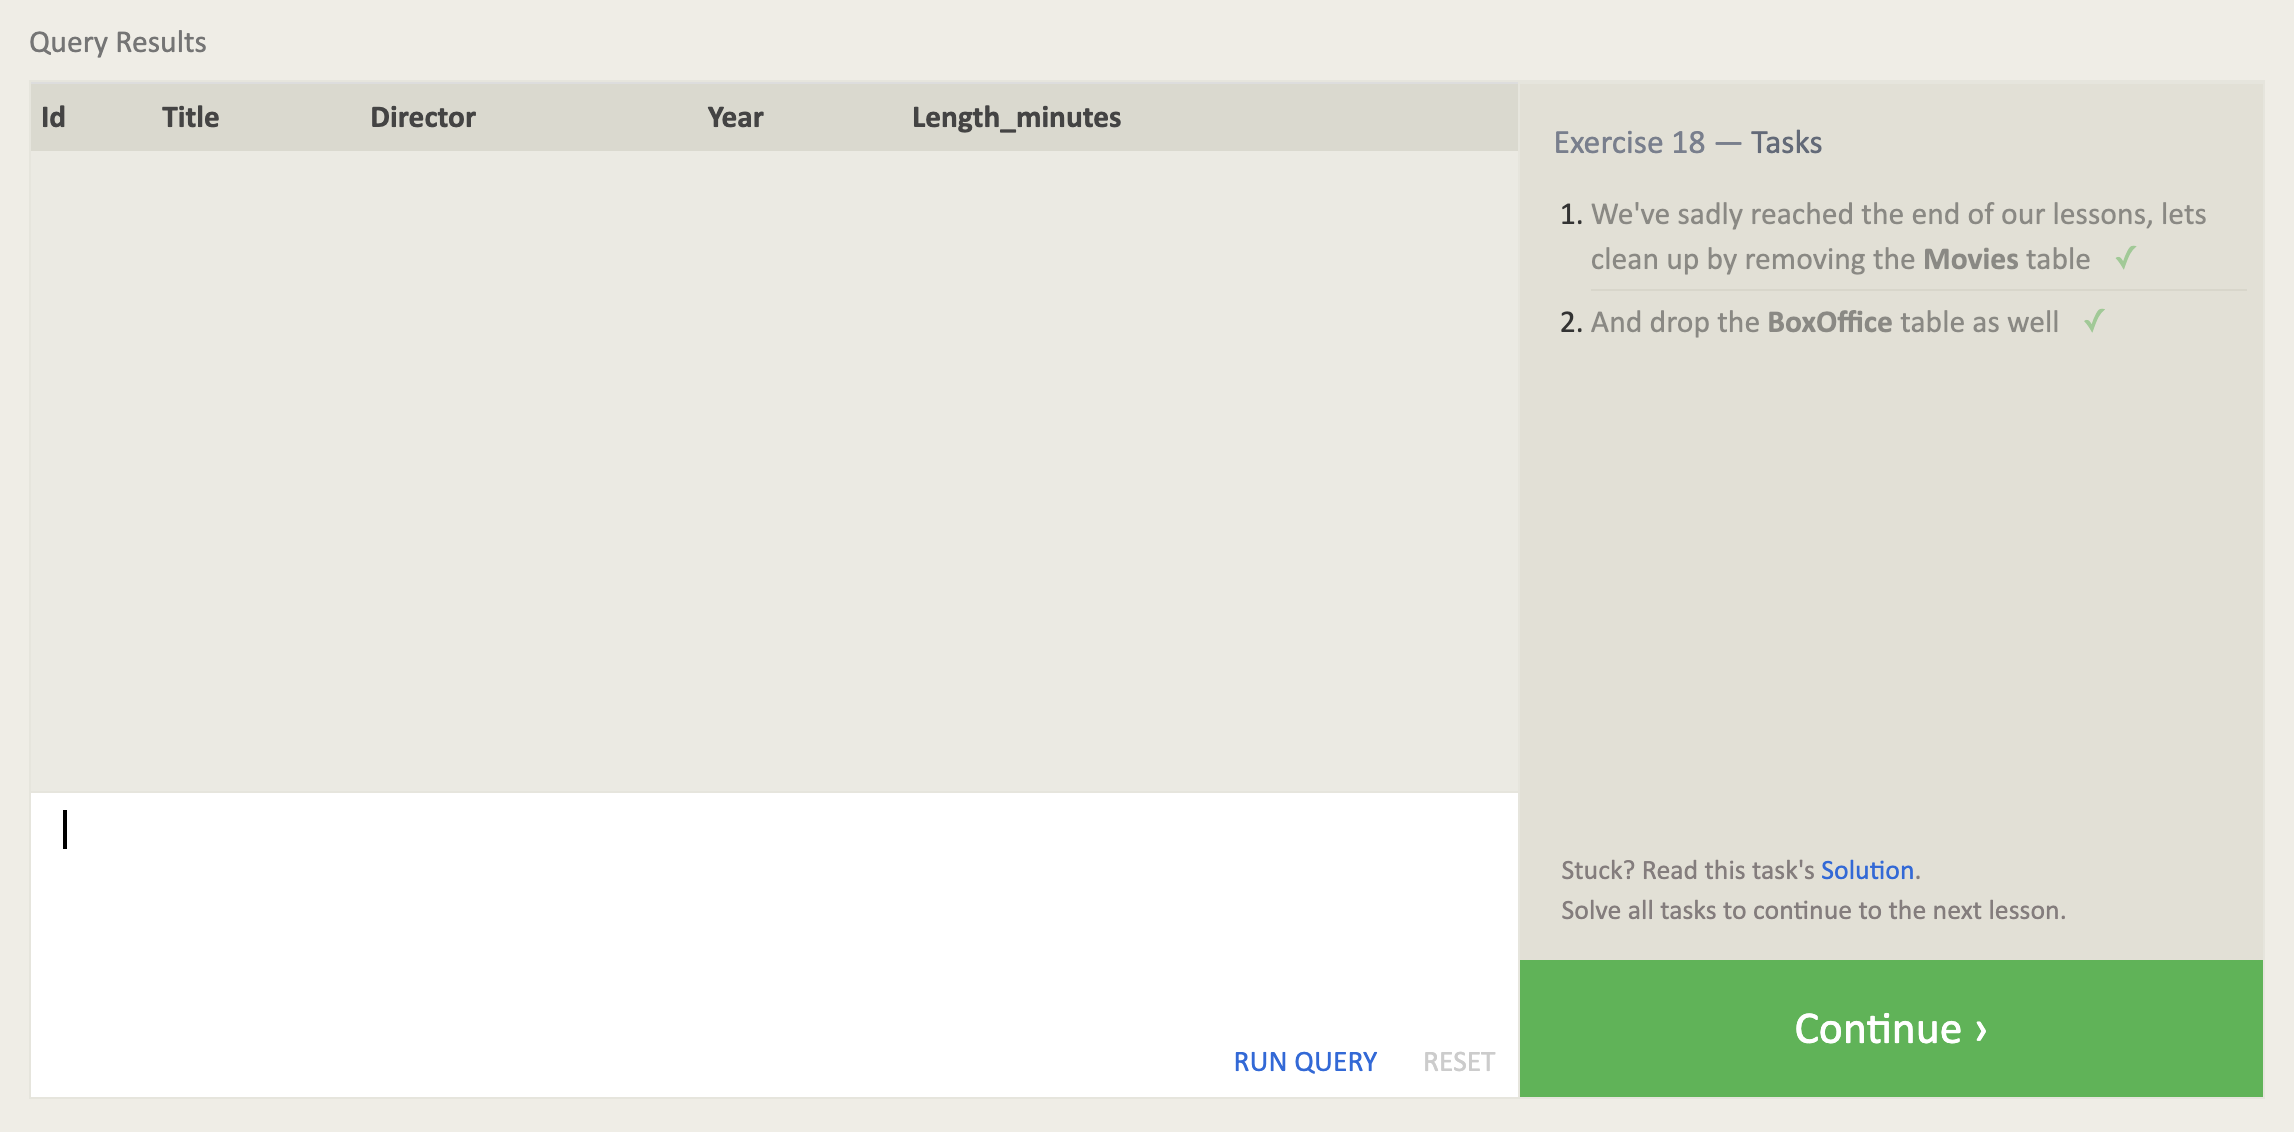 Query Results
Id Title Director Year Length_minutes
Exercise 18 — Tasks
1. We've sadly reached the end of our lessons, lets
clean up by removing the Movies table ✓
2. And drop the BoxOffice table as well ✓
Stuck? Read this task's Solution.
Solve all tasks to continue to the next lesson.
RUN QUERY RESET
Continue ›